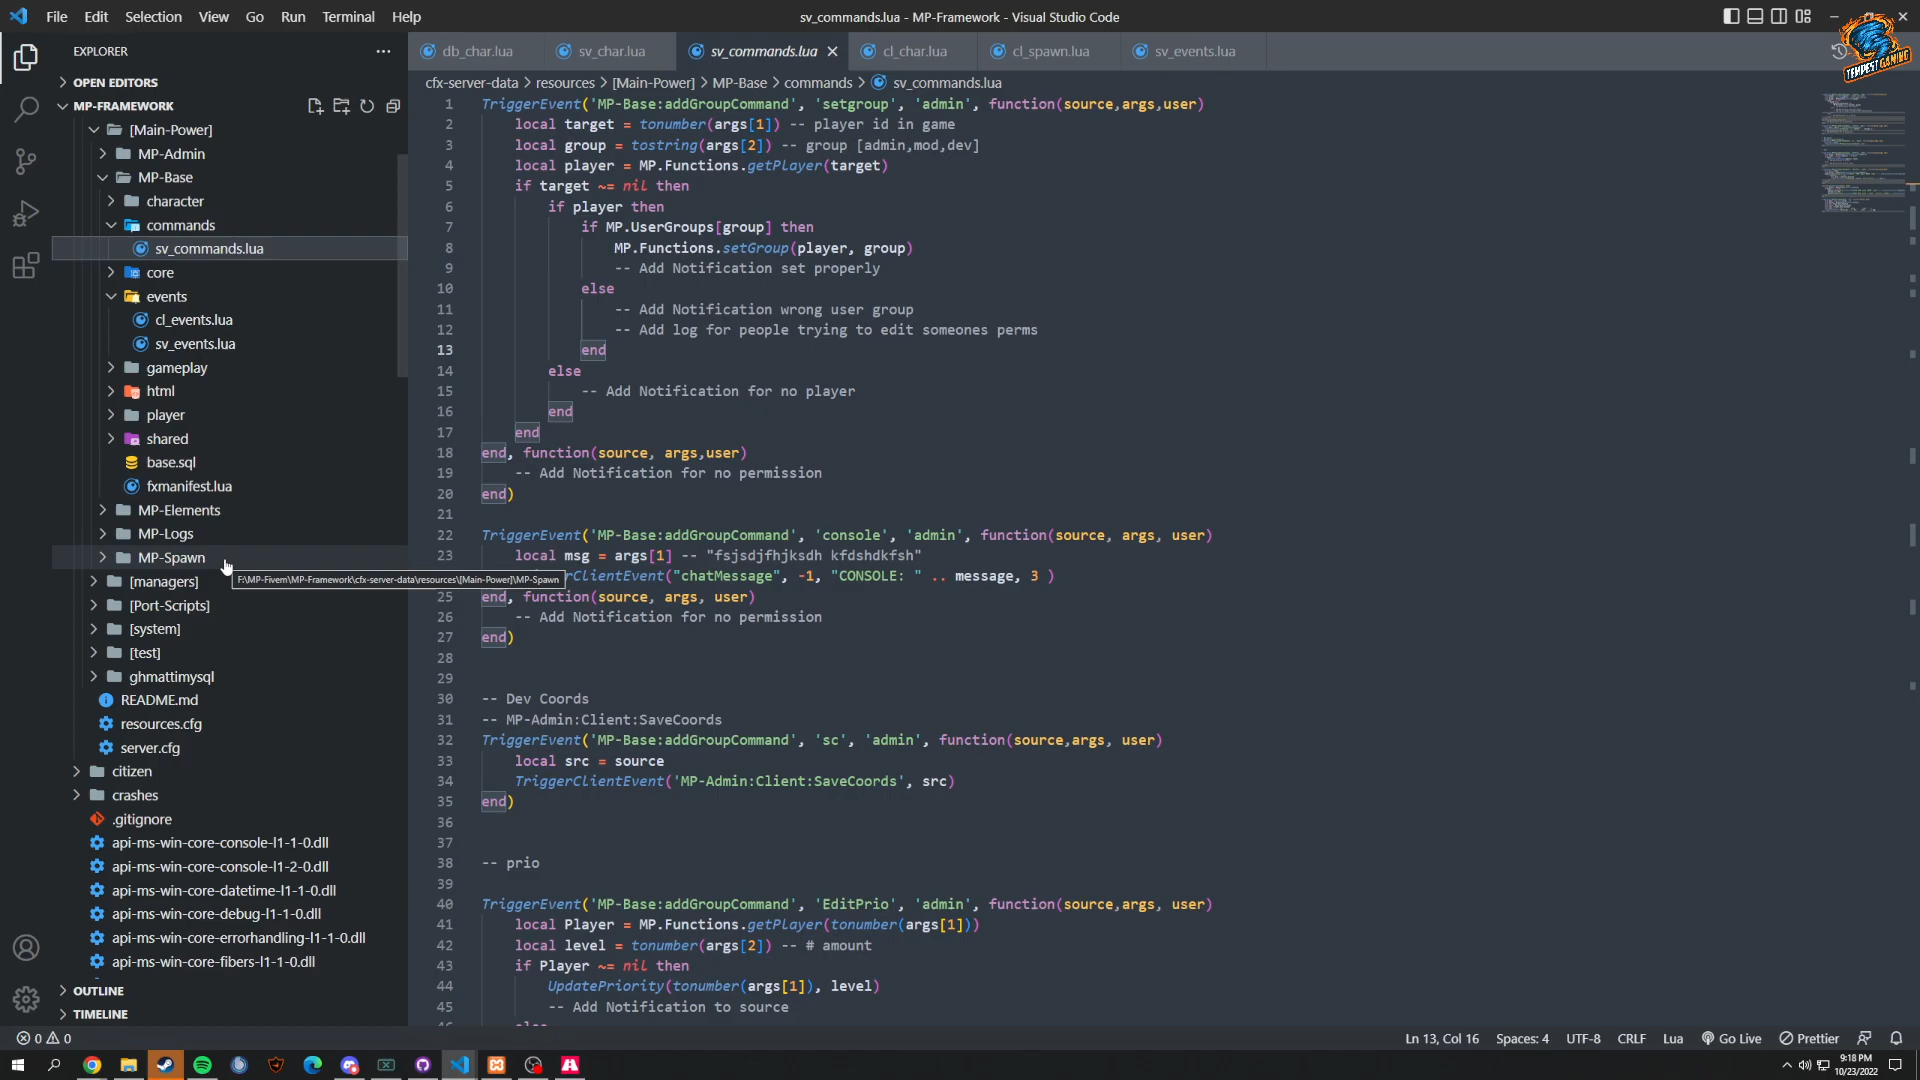 File Edit Selection View Go Run Terminal Help
sv_commands.lua - MP-Framework - Visual Studio Code
TEMPEST GAMING
EXPLORER
OPEN EDITORS
MP-FRAMEWORK
[Main-Power]
MP-Admin
MP-Base
character
commands
sv_commands.lua
core
events
cl_events.lua
sv_events.lua
gameplay
html
player
shared
base.sql
fxmanifest.lua
MP-Elements
MP-Logs
MP-Spawn
F:\MP-Fivem\MP-Framework\cfx-server-data\resources\[Main-Power]\MP-Spawn
[managers]
[Port-Scripts]
[system]
[test]
ghmattimysql
README.md
resources.cfg
server.cfg
citizen
crashes
.gitignore
api-ms-win-core-console-l1-1-0.dll
api-ms-win-core-console-l1-2-0.dll
api-ms-win-core-datetime-l1-1-0.dll
api-ms-win-core-debug-l1-1-0.dll
api-ms-win-core-errorhandling-l1-1-0.dll
api-ms-win-core-fibers-l1-1-0.dll
OUTLINE
TIMELINE
db_char.lua sv_char.lua sv_commands.lua cl_char.lua cl_spawn.lua sv_events.lua
cfx-server-data > resources > [Main-Power] > MP-Base > commands > sv_commands.lua
1 TriggerEvent('MP-Base:addGroupCommand', 'setgroup', 'admin', function(source,args,user)
2 local target = tonumber(args[1]) -- player id in game
3 local group = tostring(args[2]) -- group [admin,mod,dev]
4 local player = MP.Functions.getPlayer(target)
5 if target ~= nil then
6 if player then
7 if MP.UserGroups[group] then
8 MP.Functions.setGroup(player, group)
9 -- Add Notification set properly
10 else
11 -- Add Notification wrong user group
12 -- Add log for people trying to edit someones perms
13 end
14 else
15 -- Add Notification for no player
16 end
17 end
18 end, function(source, args,user)
19 -- Add Notification for no permission
20 end)
21
22 TriggerEvent('MP-Base:addGroupCommand', 'console', 'admin', function(source, args, user)
23 local msg = args[1] -- "fsjsdjfhjksdh kfdshdkfsh"
rClientEvent("chatMessage", -1, "CONSOLE: " .. message, 3 )
25 end, function(source, args, user)
26 -- Add Notification for no permission
27 end)
28
29
30 -- Dev Coords
31 -- MP-Admin:Client:SaveCoords
32 TriggerEvent('MP-Base:addGroupCommand', 'sc', 'admin', function(source,args, user)
33 local src = source
34 TriggerClientEvent('MP-Admin:Client:SaveCoords', src)
35 end)
36
37
38 -- prio
39
40 TriggerEvent('MP-Base:addGroupCommand', 'EditPrio', 'admin', function(source,args, user)
41 local Player = MP.Functions.getPlayer(tonumber(args[1]))
42 local level = tonumber(args[2]) -- # amount
43 if Player ~= nil then
44 UpdatePriority(tonumber(args[1]), level)
45 -- Add Notification to source
46 else
0 0 Ln 13, Col 16 Spaces: 4 UTF-8 CRLF Lua Go Live Prettier
9:18 PM
10/23/2022